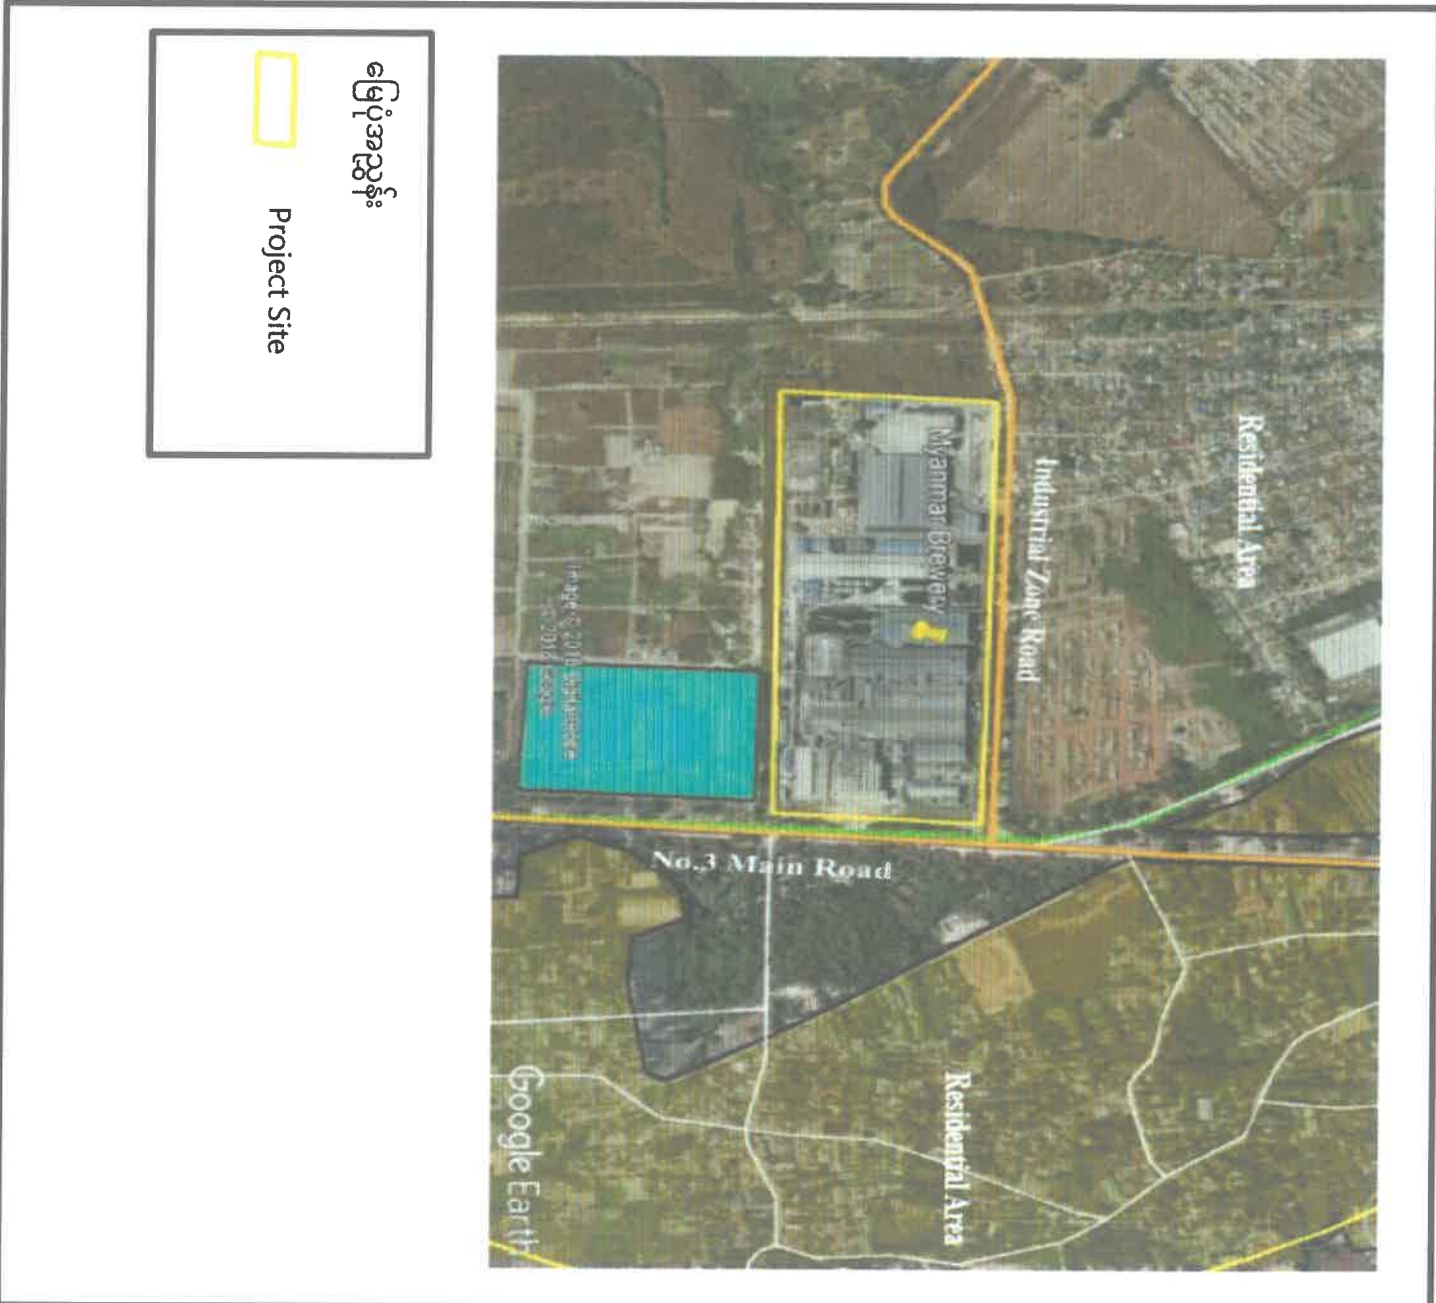 Residential Area
Industrial Zone Road
Myanmar Brewery
No.3 Main Road
Residential Area
Google Earth
မြေပုံအညွှန်း
Project Site